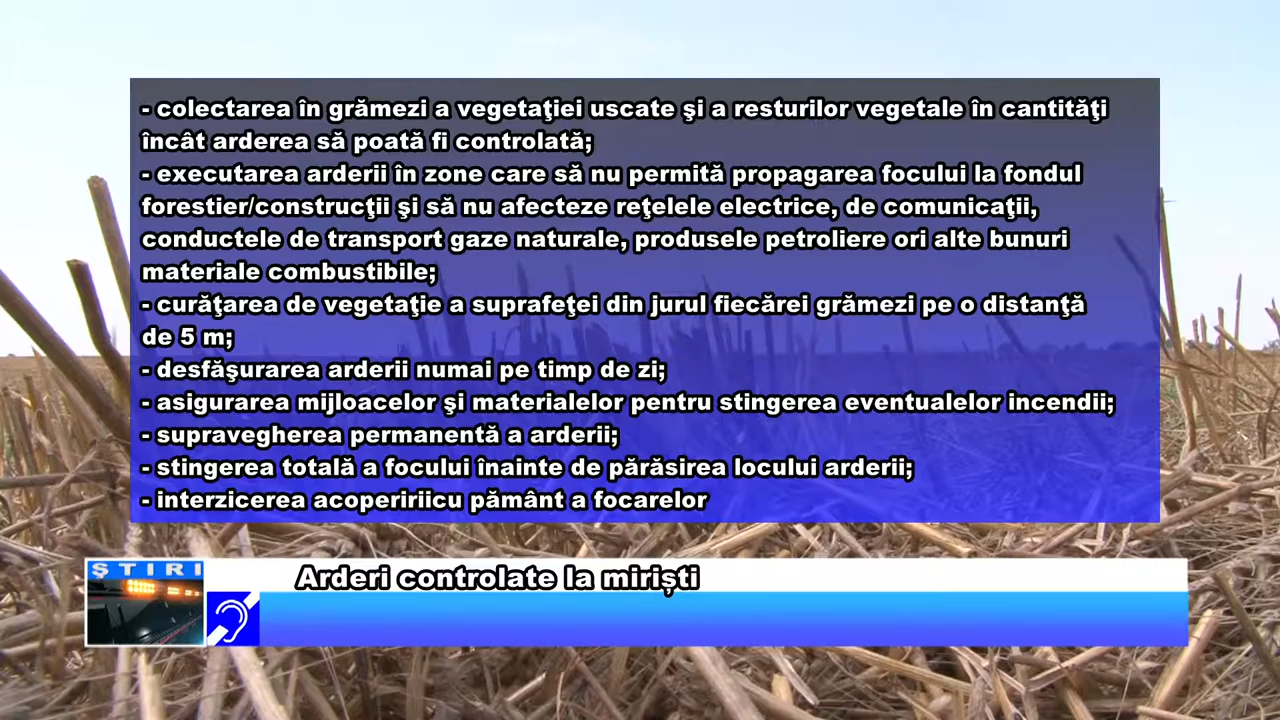 - colectarea în grămezi a vegetaţiei uscate şi a resturilor vegetale în cantităţi
încât arderea să poată fi controlată;
- executarea arderii în zone care să nu permită propagarea focului la fondul
forestier/construcţii şi să nu afecteze reţelele electrice, de comunicaţii,
conductele de transport gaze naturale, produsele petroliere ori alte bunuri
materiale combustibile;
- curăţarea de vegetaţie a suprafeţei din jurul fiecărei grămezi pe o distanţă
de 5 m;
- desfăşurarea arderii numai pe timp de zi;
- asigurarea mijloacelor şi materialelor pentru stingerea eventualelor incendii;
- supravegherea permanentă a arderii;
- stingerea totală a focului înainte de părăsirea locului arderii;
- interzicerea acopeririicu pământ a focarelor
ŞTIRI
Arderi controlate la miriști